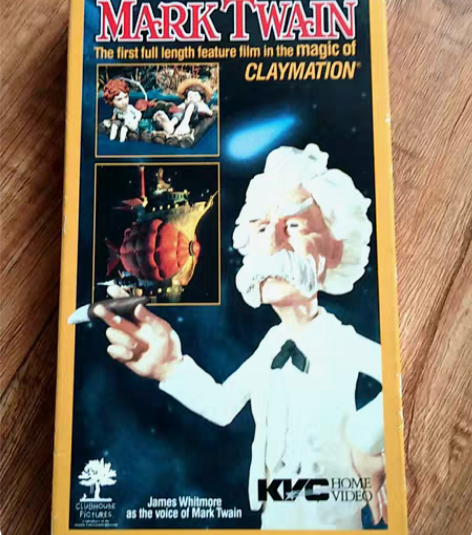 MARK TWAIN
The first full length feature film in the magic of
CLAYMATION®
James Whitmore
as the voice of Mark Twain
CLUBHOUSE
PICTURES
KVC HOME
VIDEO